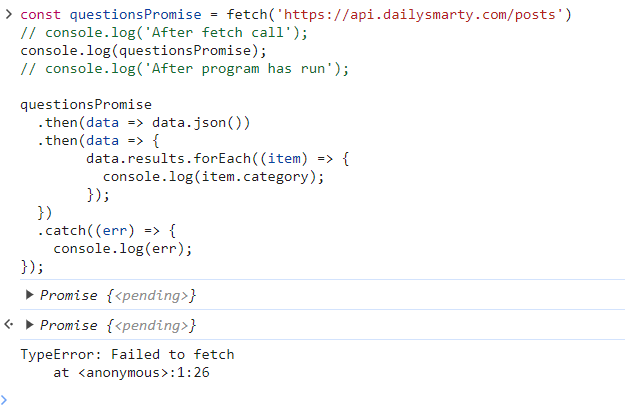 const questionsPromise = fetch('https://api.dailysmarty.com/posts')
// console.log('After fetch call');
console.log(questionsPromise);
// console.log('After program has run');

questionsPromise
  .then(data => data.json())
  .then(data => {
        data.results.forEach((item) => {
          console.log(item.category);
        });
  })
  .catch((err) => {
    console.log(err);
});
Promise {<pending>}
Promise {<pending>}
TypeError: Failed to fetch
    at <anonymous>:1:26